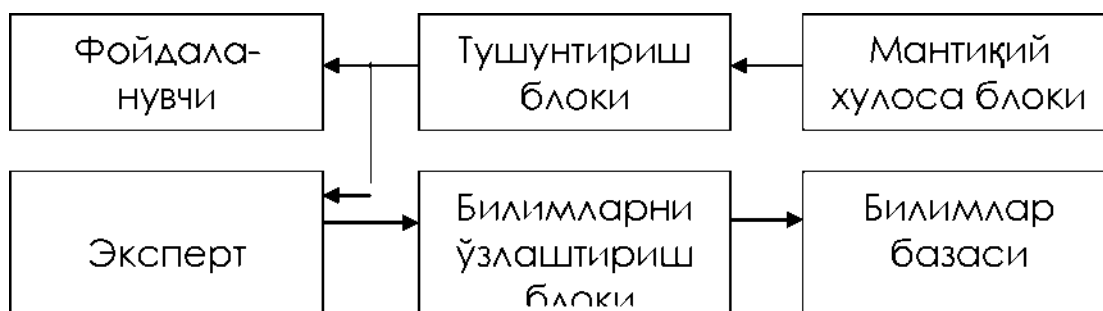 Фойдала-
нувчи
Тушунтириш
блоки
Мантиқий
хулоса блоки
Эксперт
Билимларни
ўзлаштириш
блоки
Билимлар
базаси